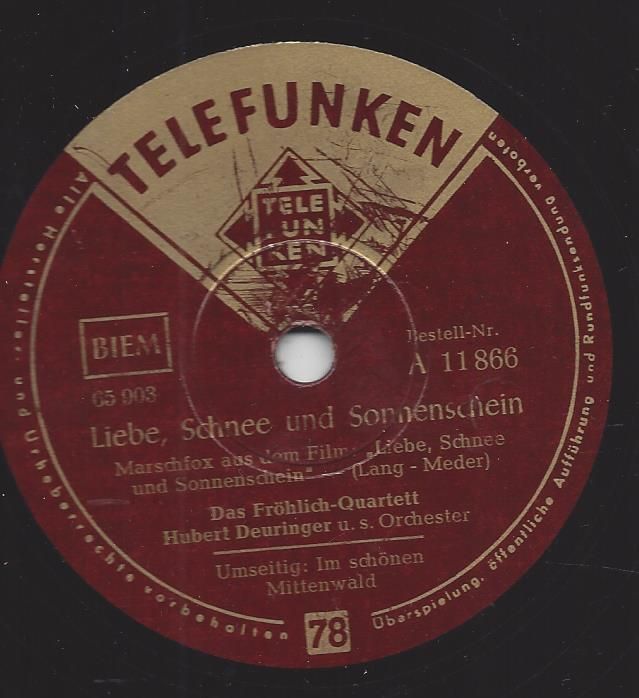 TELEFUNKEN
TELE
FUN
KEN
BIEM
65 903
Bestell-Nr.
A 11 866
Liebe, Schnee und Sonnenschein
Marschfox aus dem Film: „Liebe, Schnee
und Sonnenschein" — (Lang - Meder)
Das Fröhlich-Quartett
Hubert Deuringer u. s. Orchester
Umseitig: Im schönen
Mittenwald
78
Alle Hersteller- und Urheberrechte vorbehalten
Überspielung, öffentliche Aufführung und Rundfunksendung verboten